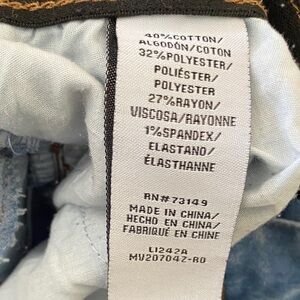 40%COTTON/
ALGODÓN/COTON
32%POLYESTER/
POLIÉSTER/
POLYESTER
27%RAYON/
VISCOSA/RAYONNE
1%SPANDEX/
ELASTANO/
ÉLASTHANNE
RN#73149
MADE IN CHINA/
HECHO EN CHINA/
FABRIQUÉ EN CHINE
LI242A
MV207042-RO